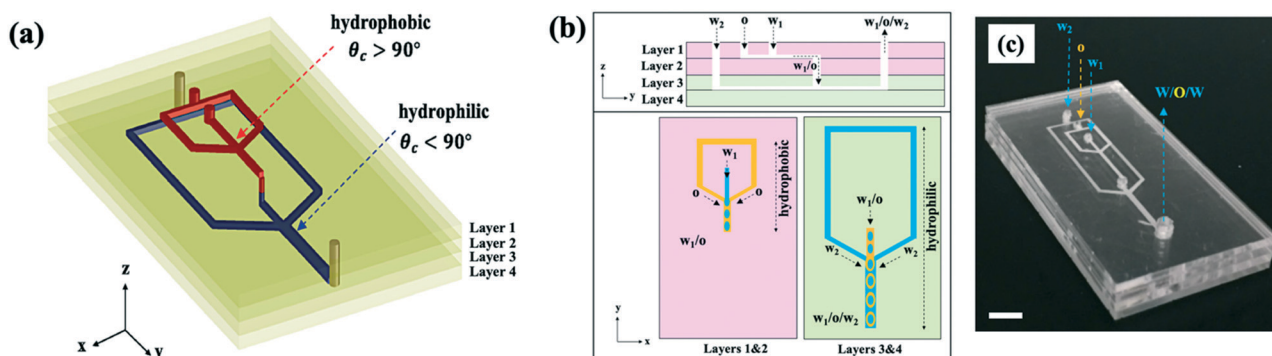 (a)
hydrophobic
θc > 90°
hydrophilic
θc < 90°
Layer 1
Layer 2
Layer 3
Layer 4
z
x
y
(b)
w2 o w1 w1/o/w2
Layer 1
Layer 2
Layer 3
Layer 4
w1/o
z
y
w1
o o
hydrophobic
w1/o
w1/o
w2 w2
hydrophilic
w1/o/w2
y
x
Layers 1&2 Layers 3&4
(c)
w2
o
w1
W/O/W